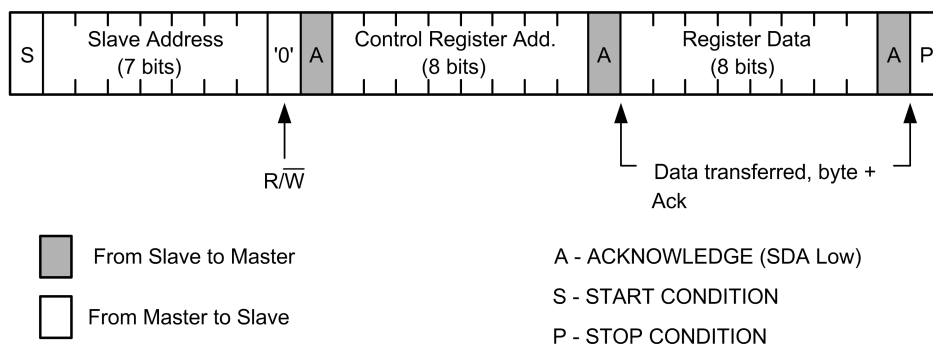 S Slave Address (7 bits) '0' A Control Register Add. (8 bits) A Register Data (8 bits) A P
R/W̅
Data transferred, byte +
Ack
From Slave to Master
From Master to Slave
A - ACKNOWLEDGE (SDA Low)
S - START CONDITION
P - STOP CONDITION